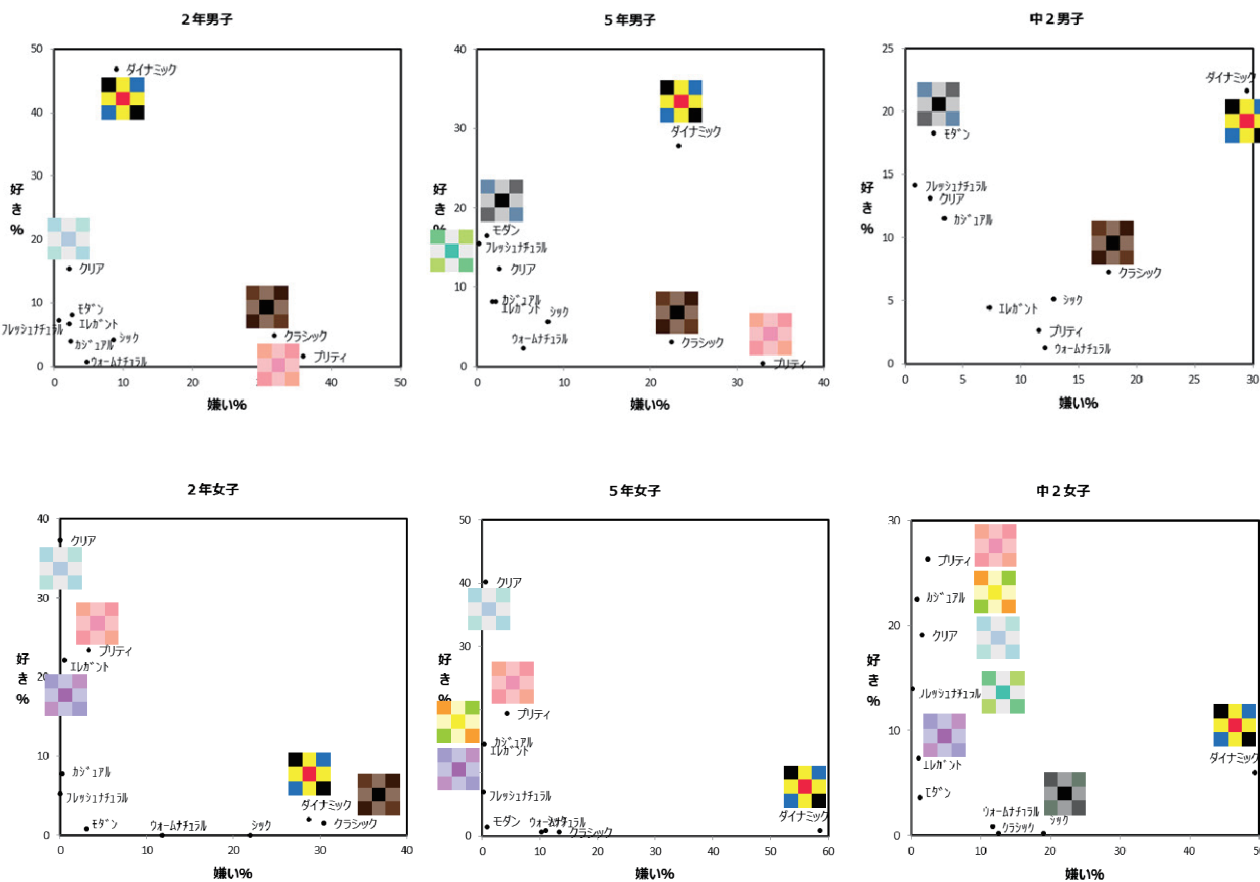 2年男子
50
40
30
20
10
0
好き%
ダイナミック
クリア
モダン
エレガント
フレッシュナチュラル
カジュアル
シック
ウォームナチュラル
クラシック
プリティ
0
10
40
50
嫌い%
5年男子
40
30
20
10
0
好き%
ダイナミック
モダン
フレッシュナチュラル
クリア
カジュアル
エレガント
シック
ウォームナチュラル
クラシック
プリティ
0
10
20
30
40
嫌い%
中2男子
25
20
15
10
5
0
好き%
ダイナミック
モダン
フレッシュナチュラル
クリア
カジュアル
クラシック
エレガント
シック
プリティ
ウォームナチュラル
0
5
10
15
20
25
30
嫌い%
2年女子
40
30
20
10
0
好き%
クリア
プリティ
エレガント
カジュアル
フレッシュナチュラル
モダン
ウォームナチュラル
シック
ダイナミック
クラシック
0
10
20
30
40
嫌い%
5年女子
50
40
30
10
0
好き%
クリア
プリティ
カジュアル
エレガント
フレッシュナチュラル
モダン
ウォームナチュラル
クラシック
ダイナミック
0
10
20
30
40
50
60
嫌い%
中2女子
30
20
10
0
好き%
プリティ
カジュアル
クリア
フレッシュナチュラル
エレガント
モダン
ウォームナチュラル
クラシック
シック
ダイナミック
0
10
20
30
40
50
嫌い%